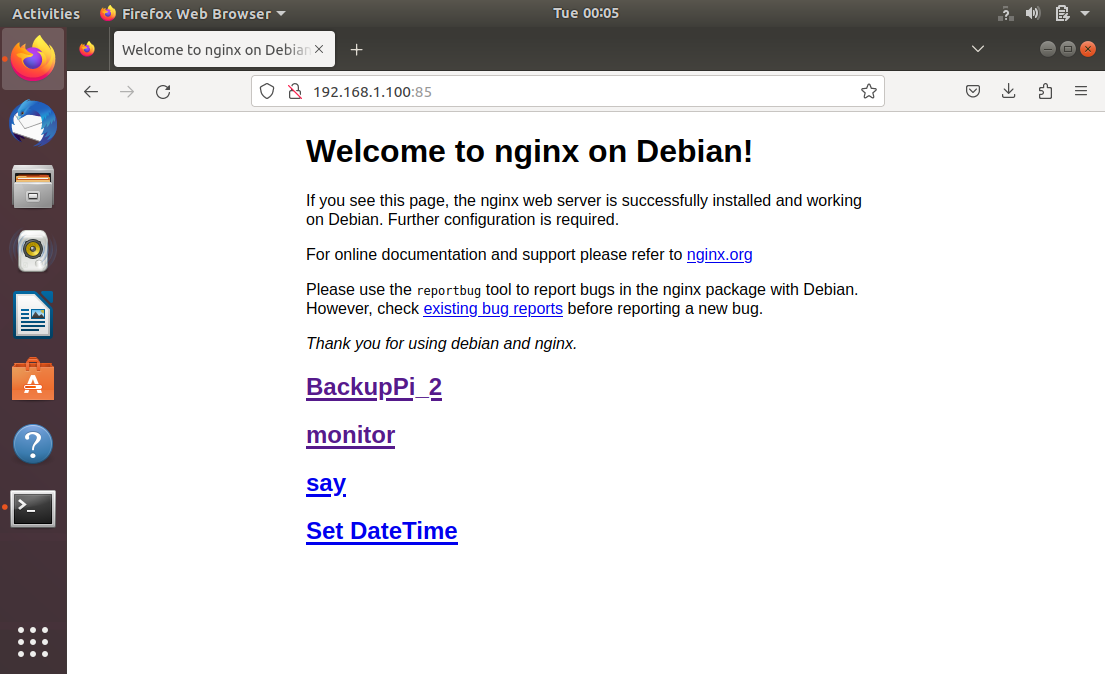 Activities Firefox Web Browser Tue 00:05
Welcome to nginx on Debian
192.168.1.100:85
Welcome to nginx on Debian!
If you see this page, the nginx web server is successfully installed and working
on Debian. Further configuration is required.
For online documentation and support please refer to nginx.org
Please use the reportbug tool to report bugs in the nginx package with Debian.
However, check existing bug reports before reporting a new bug.
Thank you for using debian and nginx.
BackupPi_2
monitor
say
Set DateTime